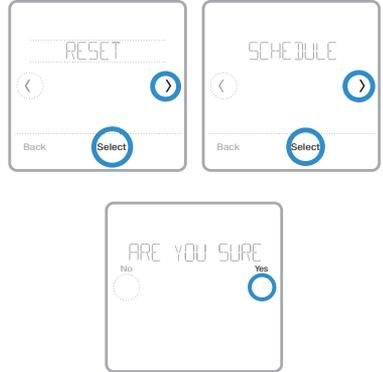 RESET
Back Select
SCHEDULE
Back Select
ARE YOU SURE
No Yes